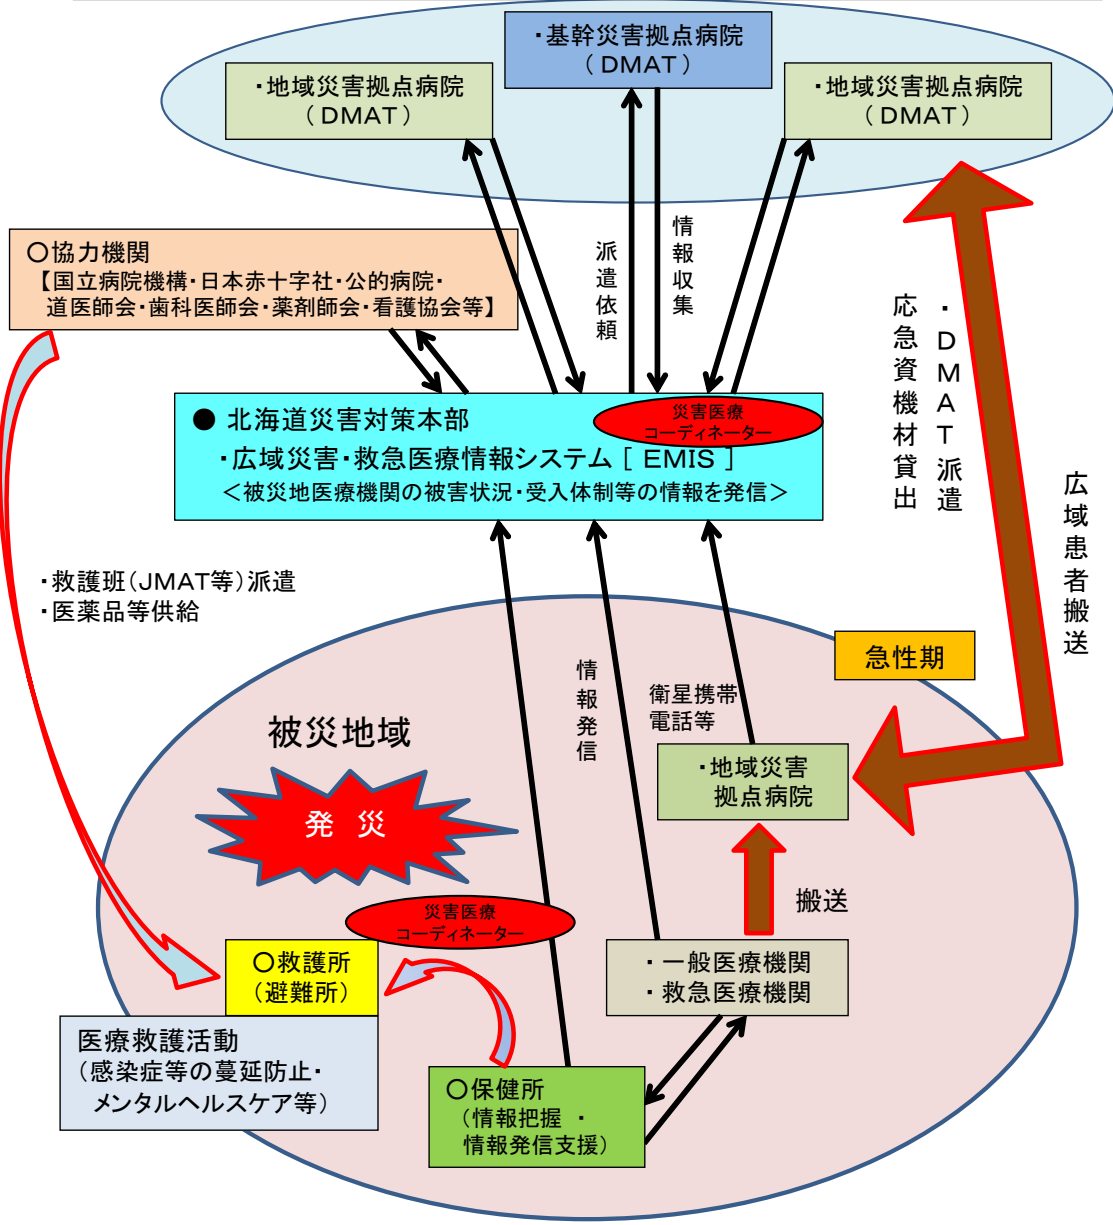 ・基幹災害拠点病院
（DMAT）
・地域災害拠点病院
（DMAT）
・地域災害拠点病院
（DMAT）
〇協力機関
【国立病院機構・日本赤十字社・公的病院・
道医師会・歯科医師会・薬剤師会・看護協会等】
派遣依頼
情報収集
・DMAT派遣
応急資機材貸出
広域患者搬送
● 北海道災害対策本部
災害医療
コーディネーター
・広域災害・救急医療情報システム［ EMIS ］
＜被災地医療機関の被害状況・受入体制等の情報を発信＞
・救護班（JMAT等）派遣
・医薬品等供給
急性期
被災地域
情報発信
衛星携帯
電話等
・地域災害
拠点病院
発 災
搬送
災害医療
コーディネーター
〇救護所
（避難所）
・一般医療機関
・救急医療機関
医療救護活動
（感染症等の蔓延防止・
メンタルヘルスケア等）
〇保健所
（情報把握 ・
情報発信支援）